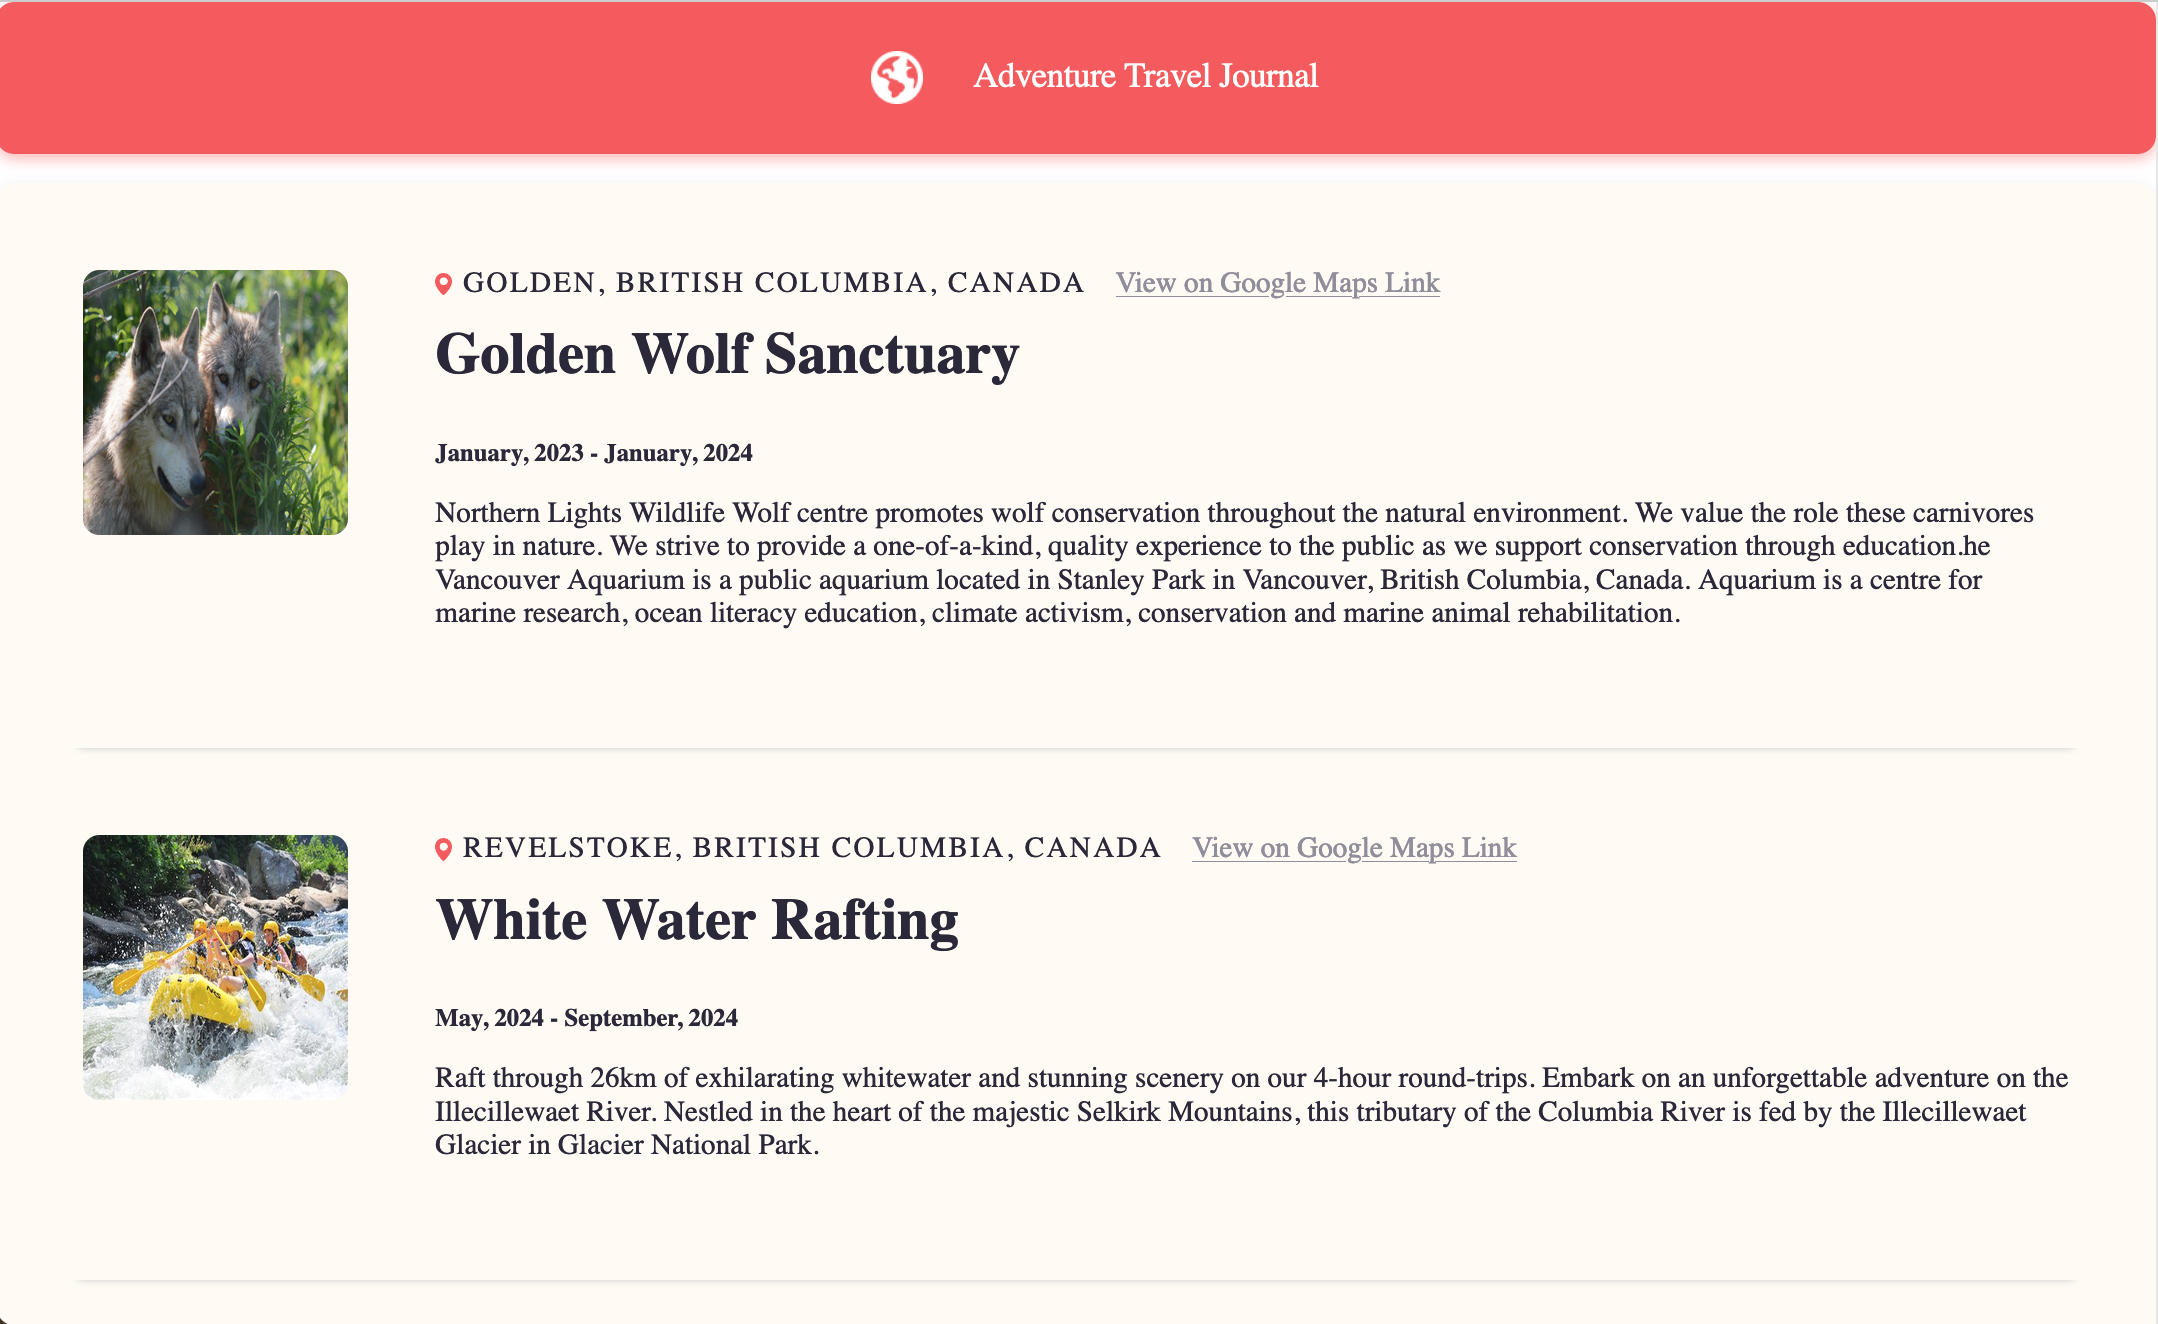 Adventure Travel Journal
GOLDEN, BRITISH COLUMBIA, CANADA View on Google Maps Link
Golden Wolf Sanctuary
January, 2023 - January, 2024
Northern Lights Wildlife Wolf centre promotes wolf conservation throughout the natural environment. We value the role these carnivores
play in nature. We strive to provide a one-of-a-kind, quality experience to the public as we support conservation through education.he
Vancouver Aquarium is a public aquarium located in Stanley Park in Vancouver, British Columbia, Canada. Aquarium is a centre for
marine research, ocean literacy education, climate activism, conservation and marine animal rehabilitation.
REVELSTOKE, BRITISH COLUMBIA, CANADA View on Google Maps Link
White Water Rafting
May, 2024 - September, 2024
Raft through 26km of exhilarating whitewater and stunning scenery on our 4-hour round-trips. Embark on an unforgettable adventure on the
Illecillewaet River. Nestled in the heart of the majestic Selkirk Mountains, this tributary of the Columbia River is fed by the Illecillewaet
Glacier in Glacier National Park.